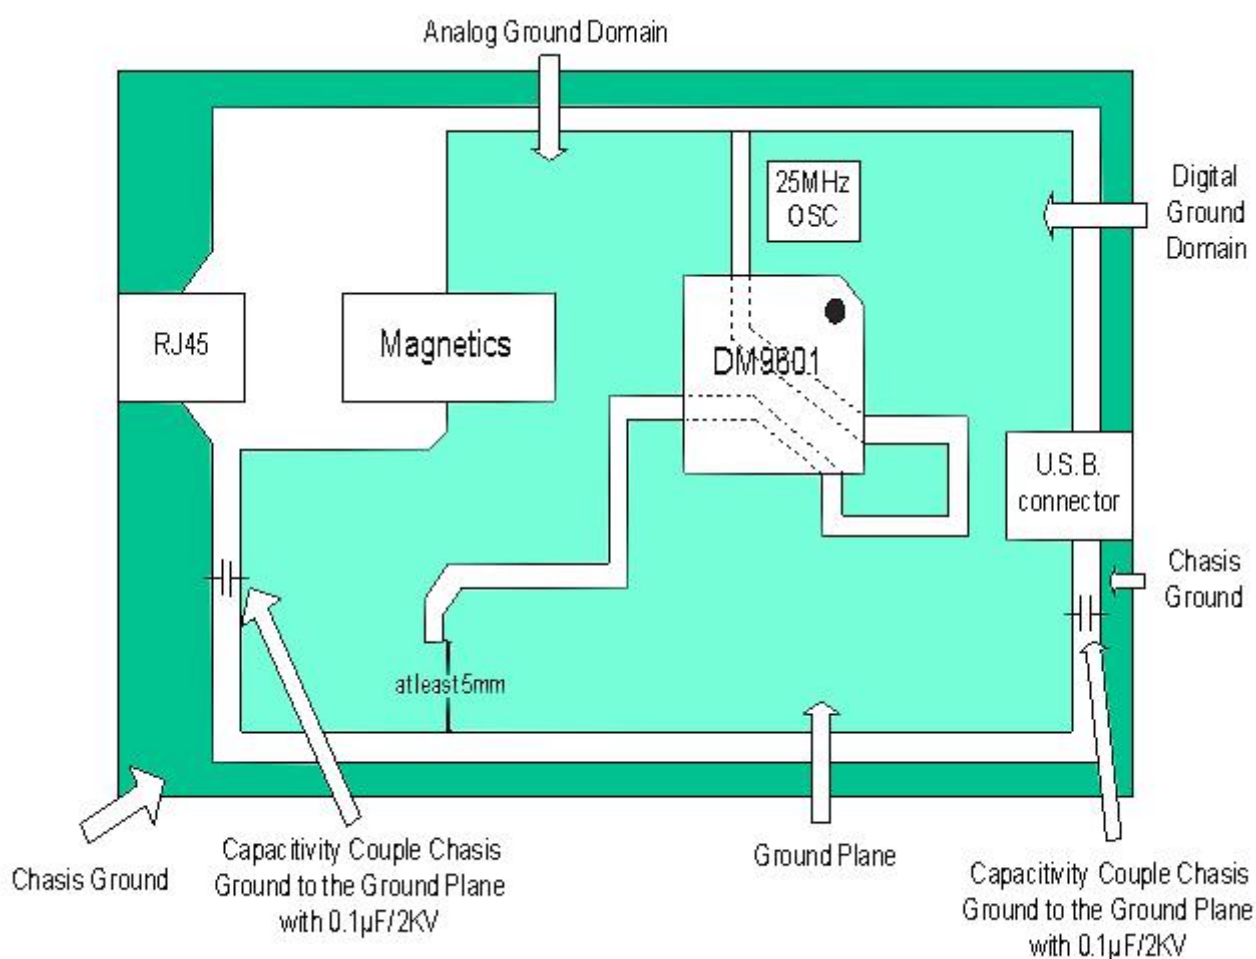 Analog Ground Domain
25MHz
OSC
Digital
Ground
Domain
RJ45
Magnetics
DM9601
U.S.B.
connector
Chasis
Ground
atleast5mm
Chasis Ground
Capacitivity Couple Chasis
Ground to the Ground Plane
with 0.1µF/2KV
Ground Plane
Capacitivity Couple Chasis
Ground to the Ground Plane
with 0.1µF/2KV